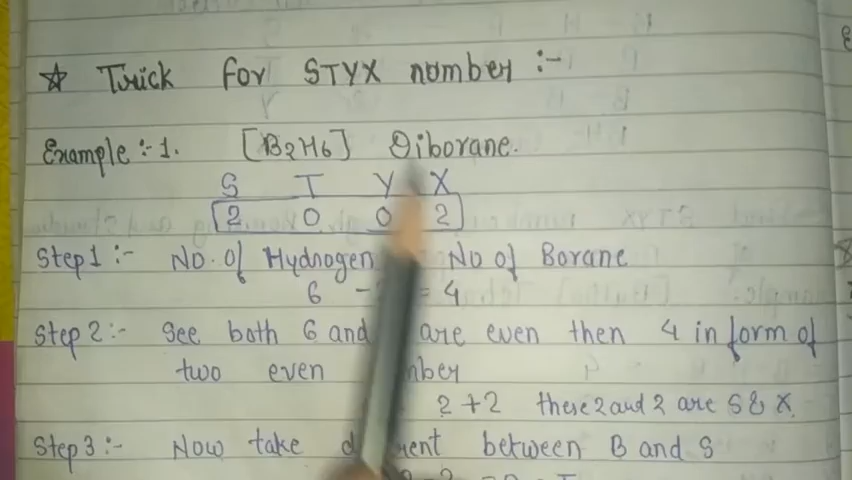 ☆ Trick for STYX number :-
Example :- 1. [B2H6] Diborane.
S T Y X
2 0 0 2
Step 1 :- No. of Hydrogen No of Borane
6 - = 4
Step 2 :- See both 6 and are even then 4 in form of
two even
2 + 2 there 2 and 2 are S & X
Step 3 :- Now take between B and S